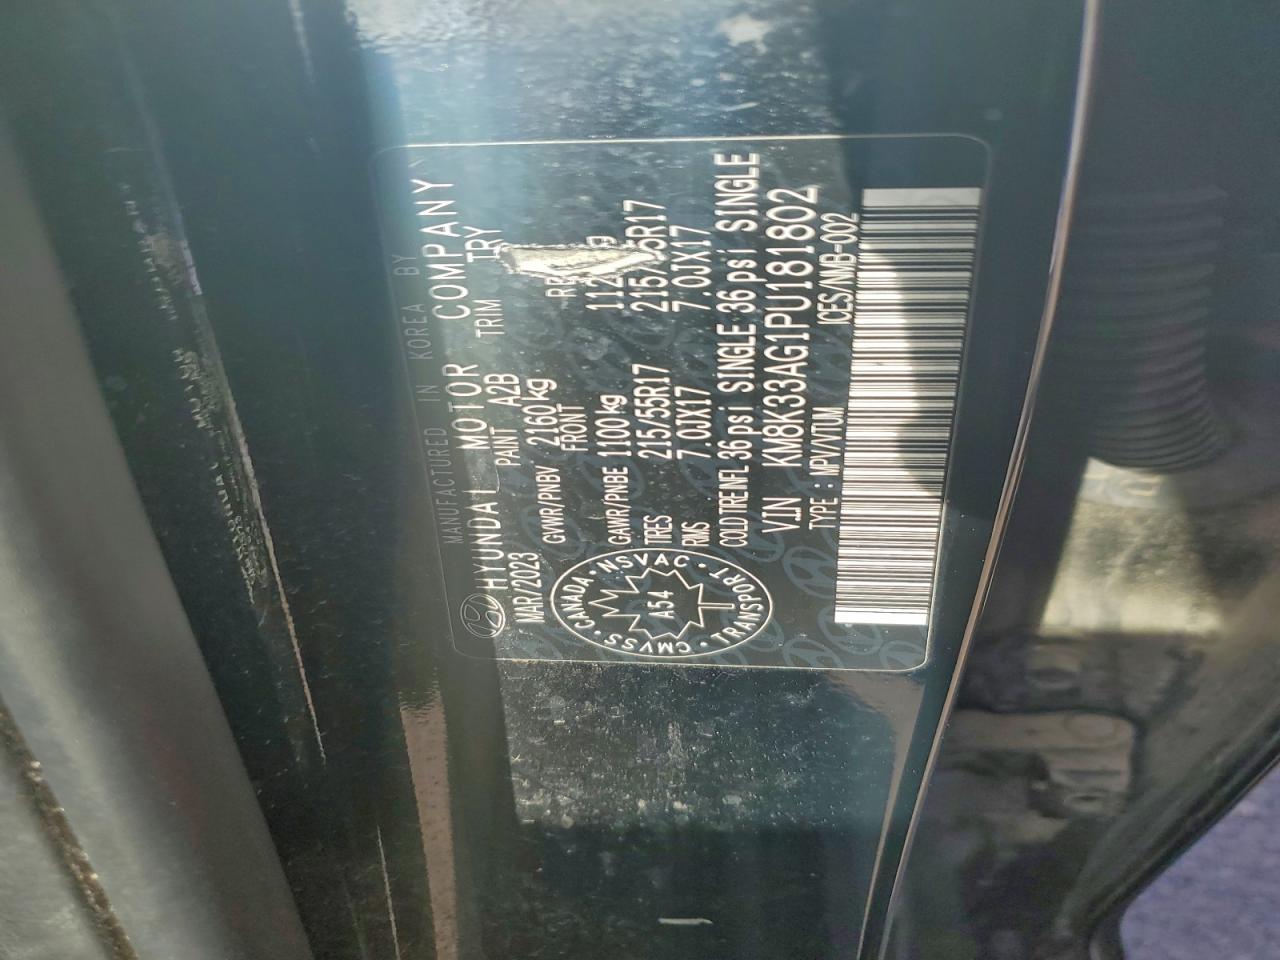 MANUFACTURED IN KOREA BY
HYUNDAI MOTOR COMPANY
MAR/2023 PAINT A2B TRIM TRY
GVWR/PNBV 2160kg
FRONT
GAWR/PNBE 1100kg
TIRES 215/55R17 215/55R17
RIMS 7.0JX17 7.0JX17
COLD TIRE INFL 36 psi SINGLE 36 psi SINGLE
VIN KM8K33AG1PU181802
TYPE : MPV/VTUM ICES/NMB-002
CANADA · NSVAC · TRANSPORT · CMVSS
A54